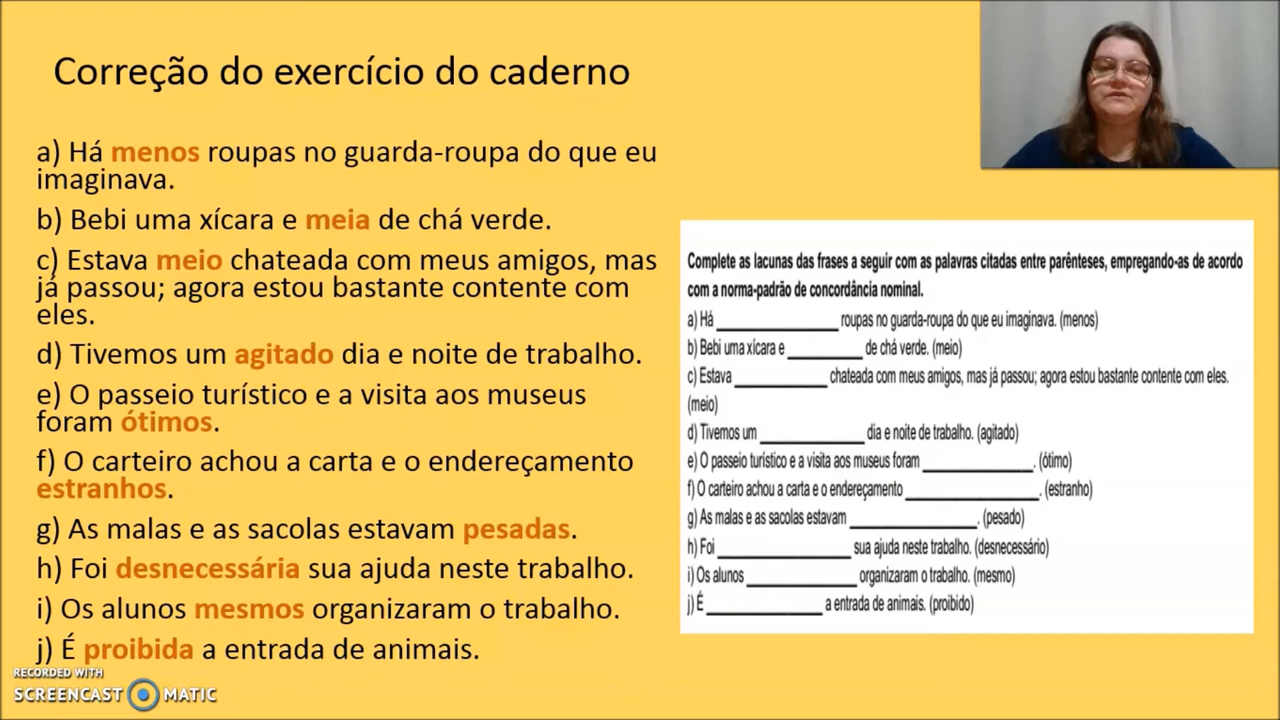 Correção do exercício do caderno
a) Há menos roupas no guarda-roupa do que eu
imaginava.
b) Bebi uma xícara e meia de chá verde.
c) Estava meio chateada com meus amigos, mas
já passou; agora estou bastante contente com
eles.
d) Tivemos um agitado dia e noite de trabalho.
e) O passeio turístico e a visita aos museus
foram ótimos.
f) O carteiro achou a carta e o endereçamento
estranhos.
g) As malas e as sacolas estavam pesadas.
h) Foi desnecessária sua ajuda neste trabalho.
i) Os alunos mesmos organizaram o trabalho.
j) É proibida a entrada de animais.
Complete as lacunas das frases a seguir com as palavras citadas entre parênteses, empregando-as de acordo
com a norma-padrão de concordância nominal.
a) Há ______________ roupas no guarda-roupa do que eu imaginava. (menos)
b) Bebi uma xícara e _________ de chá verde. (meio)
c) Estava ___________ chateada com meus amigos, mas já passou; agora estou bastante contente com eles.
(meio)
d) Tivemos um ____________ dia e noite de trabalho. (agitado)
e) O passeio turístico e a visita aos museus foram _____________. (ótimo)
f) O carteiro achou a carta e o endereçamento ________________. (estranho)
g) As malas e as sacolas estavam _______________. (pesado)
h) Foi ________________ sua ajuda neste trabalho. (desnecessário)
i) Os alunos _____________ organizaram o trabalho. (mesmo)
j) É ______________ a entrada de animais. (proibido)
RECORDED WITH
SCREENCAST MATIC